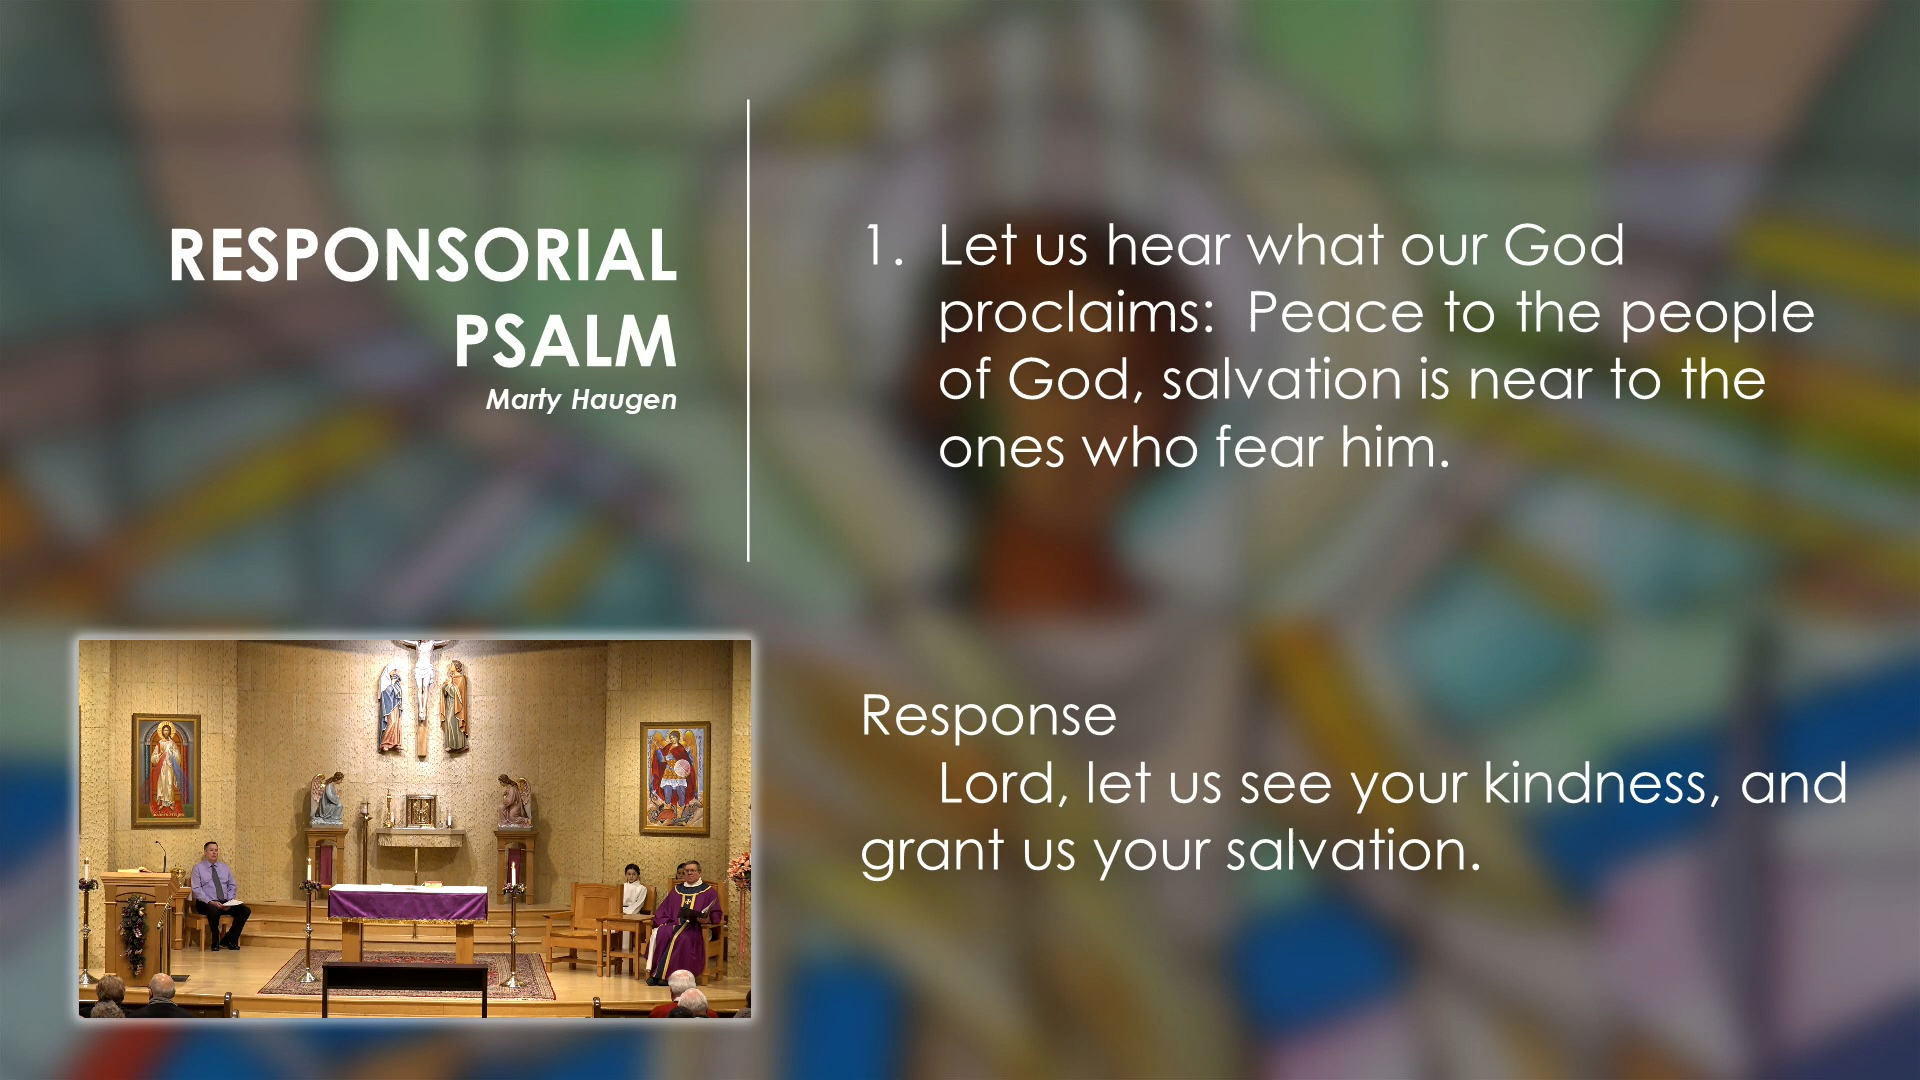 RESPONSORIAL
PSALM
Marty Haugen
1. Let us hear what our God
proclaims: Peace to the people
of God, salvation is near to the
ones who fear him.
Response
Lord, let us see your kindness, and
grant us your salvation.